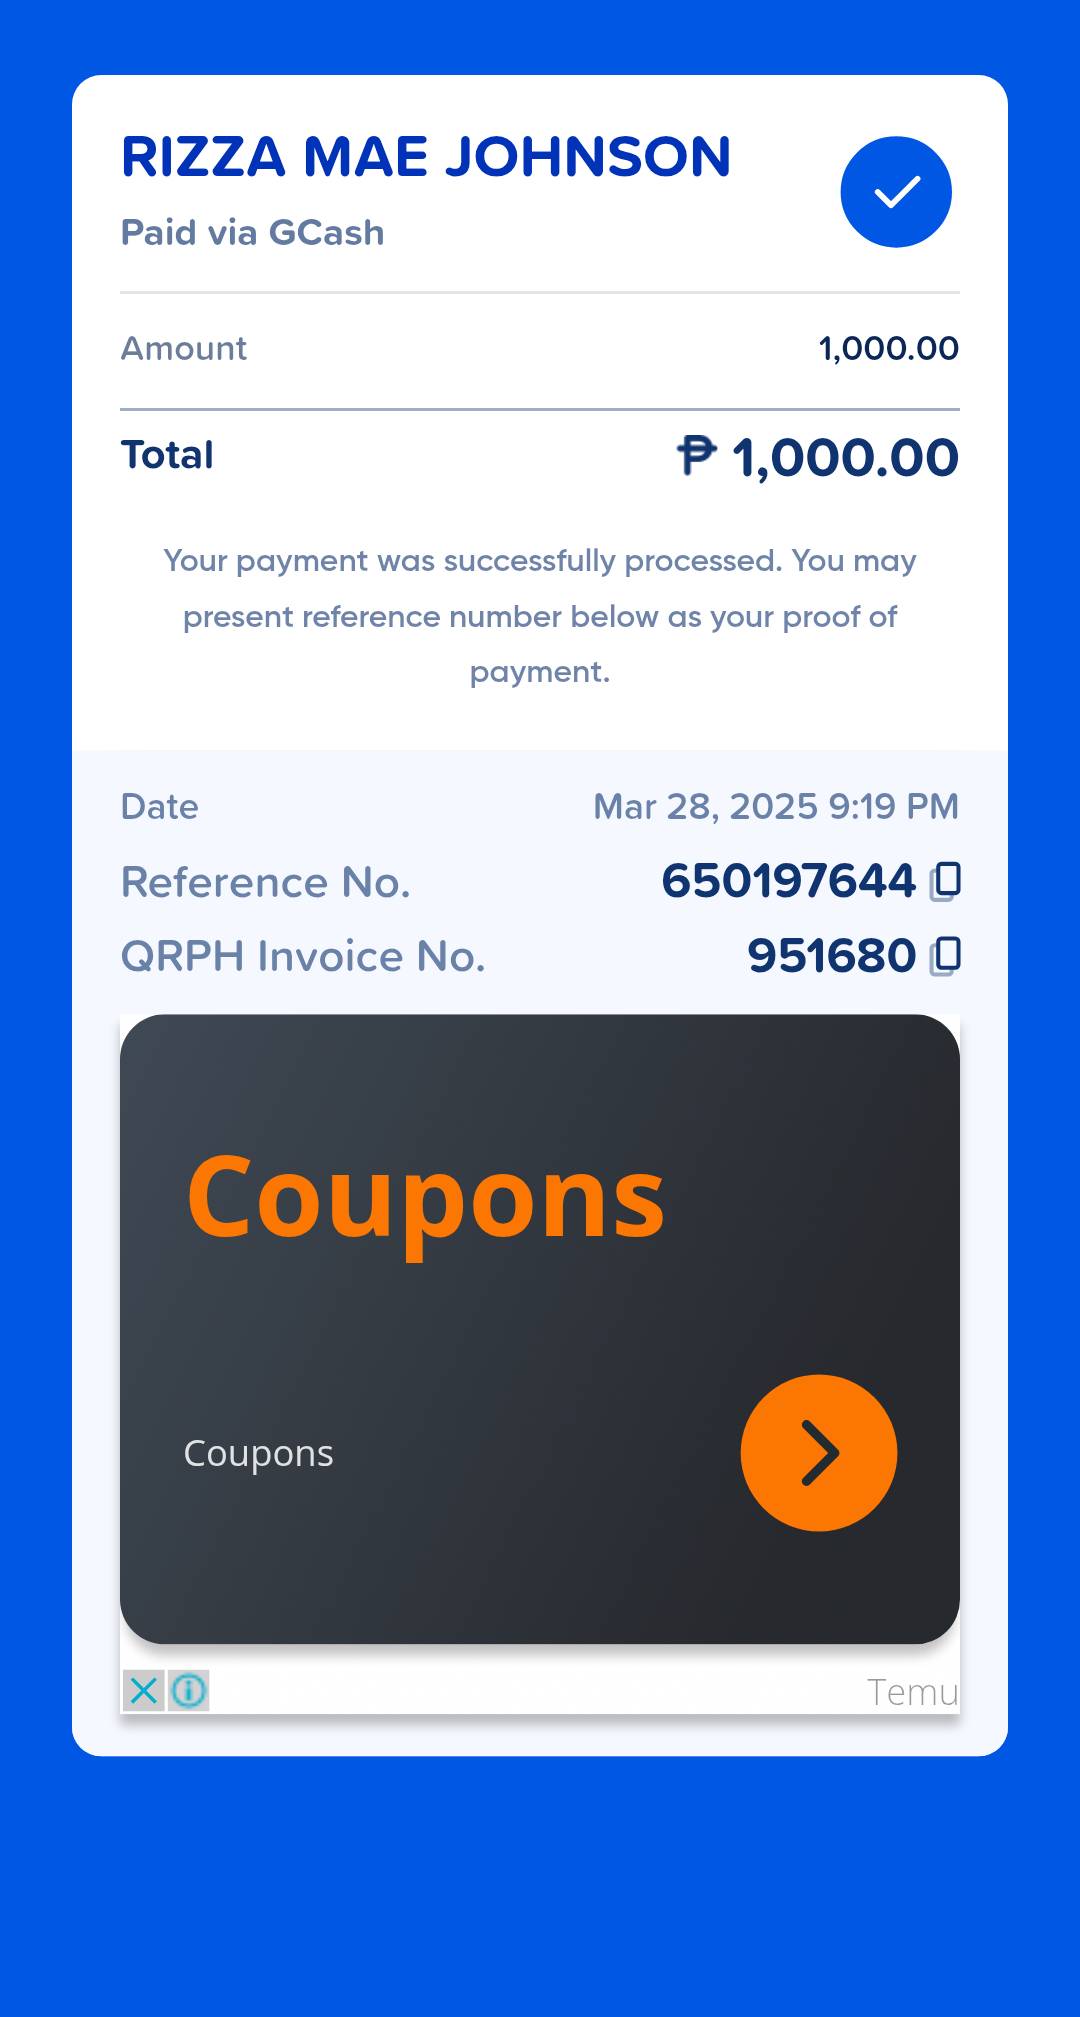 RIZZA MAE JOHNSON
Paid via GCash
Amount 1,000.00
Total ₱ 1,000.00
Your payment was successfully processed. You may
present reference number below as your proof of
payment.
Date Mar 28, 2025 9:19 PM
Reference No. 650197644
QRPH Invoice No. 951680
Coupons
Coupons
Temu